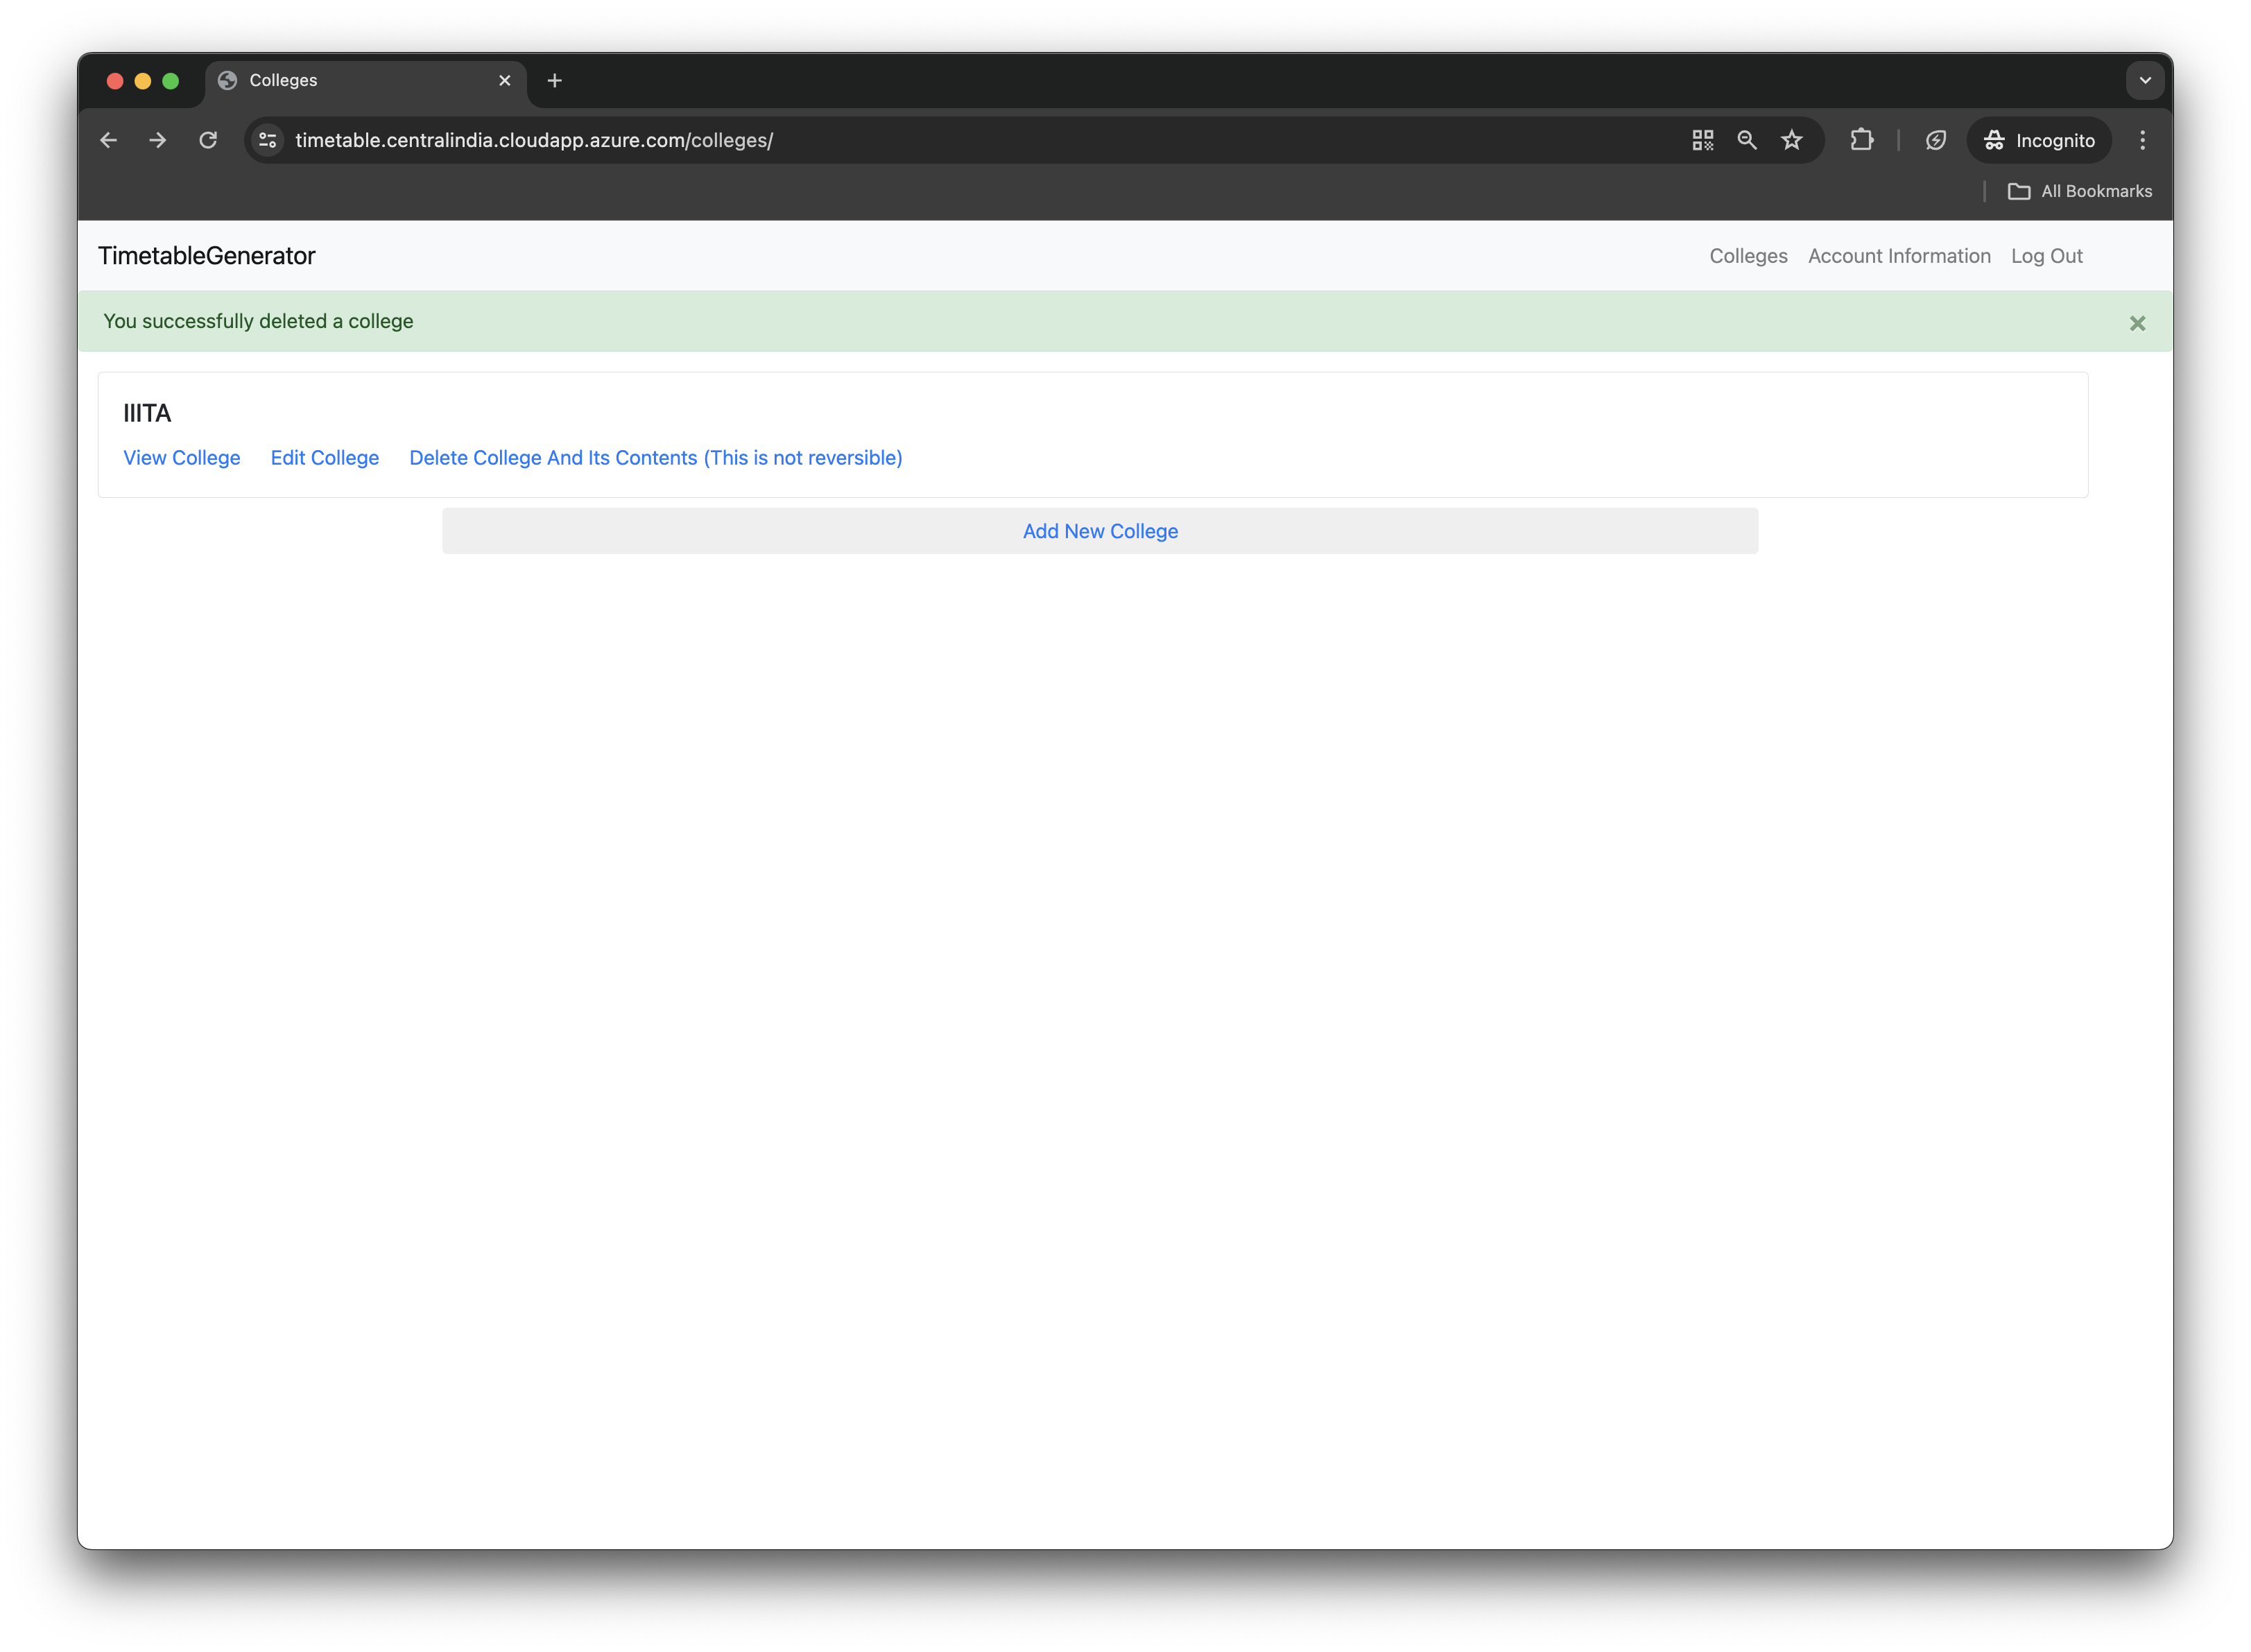 Colleges
timetable.centralindia.cloudapp.azure.com/colleges/
Incognito
All Bookmarks
TimetableGenerator
Colleges Account Information Log Out
You successfully deleted a college
IIITA
View College Edit College Delete College And Its Contents (This is not reversible)
Add New College